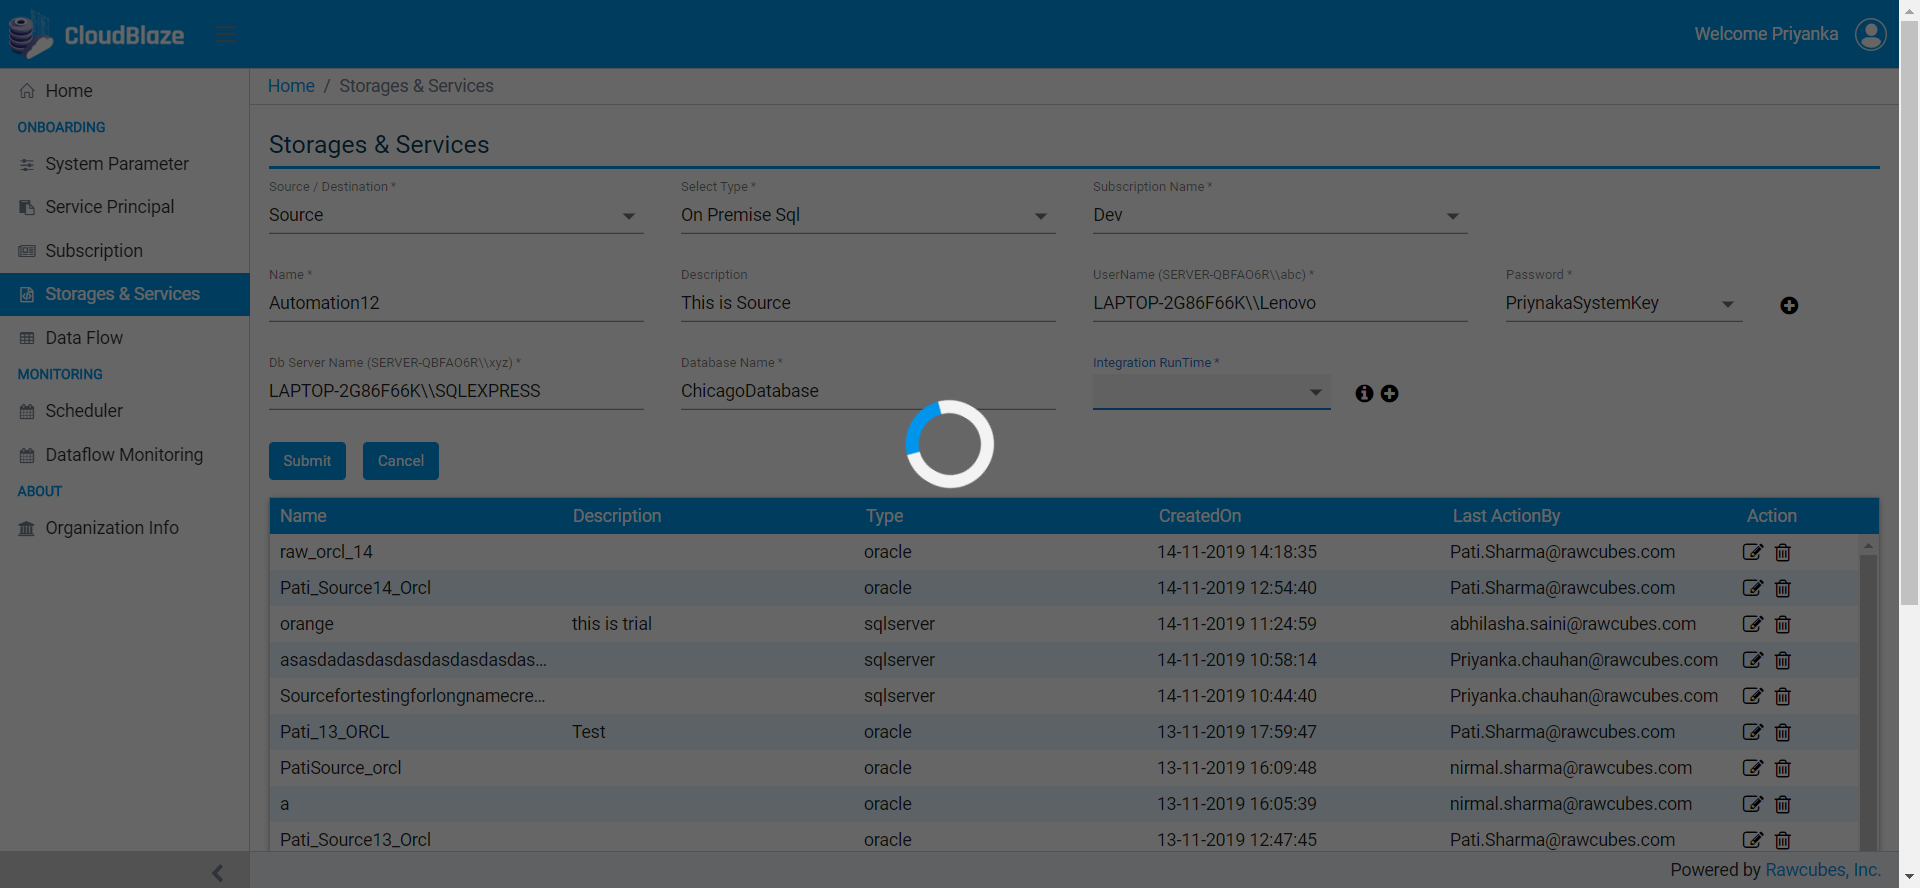 CloudBlaze
Welcome Priyanka
Home
ONBOARDING
System Parameter
Service Principal
Subscription
Storages & Services
Data Flow
MONITORING
Scheduler
Dataflow Monitoring
ABOUT
Organization Info
Home / Storages & Services
Storages & Services
Source / Destination * Select Type * Subscription Name *
Source On Premise Sql Dev
Name * Description UserName (SERVER-QBFAO6R\\abc) * Password *
Automation12 This is Source LAPTOP-2G86F66K\\Lenovo PriynakaSystemKey
Db Server Name (SERVER-QBFAO6R\\xyz) * Database Name * Integration RunTime *
LAPTOP-2G86F66K\\SQLEXPRESS ChicagoDatabase
Submit Cancel
Name Description Type CreatedOn Last ActionBy Action
raw_orcl_14 oracle 14-11-2019 14:18:35 Pati.Sharma@rawcubes.com
Pati_Source14_Orcl oracle 14-11-2019 12:54:40 Pati.Sharma@rawcubes.com
orange this is trial sqlserver 14-11-2019 11:24:59 abhilasha.saini@rawcubes.com
asasdadasdasdasdasdasdasdas... sqlserver 14-11-2019 10:58:14 Priyanka.chauhan@rawcubes.com
Sourcefortestingforlongnamecre... sqlserver 14-11-2019 10:44:40 Priyanka.chauhan@rawcubes.com
Pati_13_ORCL Test oracle 13-11-2019 17:59:47 Pati.Sharma@rawcubes.com
PatiSource_orcl oracle 13-11-2019 16:09:48 nirmal.sharma@rawcubes.com
a oracle 13-11-2019 16:05:39 nirmal.sharma@rawcubes.com
Pati_Source13_Orcl oracle 13-11-2019 12:47:45 Pati.Sharma@rawcubes.com
Powered by Rawcubes, Inc.